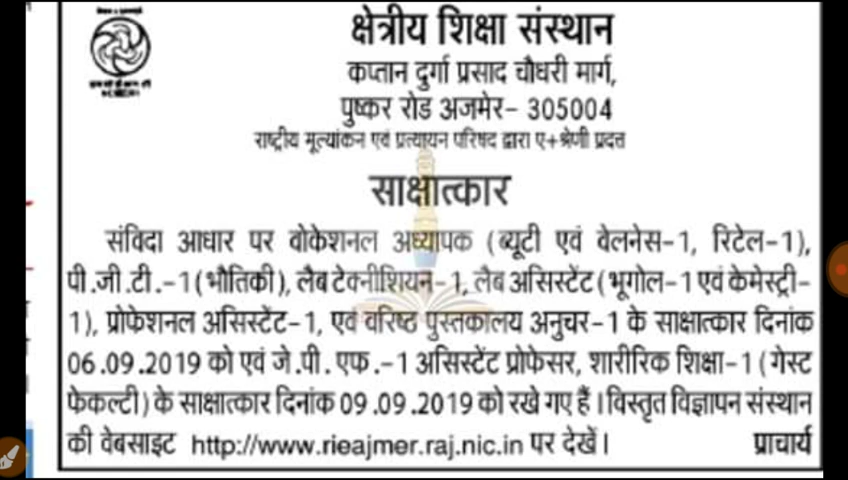 क्षेत्रीय शिक्षा संस्थान
कप्तान दुर्गा प्रसाद चौधरी मार्ग,
पुष्कर रोड अजमेर- 305004
राष्ट्रीय मूल्यांकन एवं प्रत्यायन परिषद द्वारा ए+श्रेणी प्रदत्त
साक्षात्कार
संविदा आधार पर वोकेशनल अध्यापक (ब्यूटी एवं वेलनेस-1, रिटेल-1),
पी.जी.टी.-1(भौतिकी), लैब टेक्नीशियन-1, लैब असिस्टेंट (भूगोल-1 एवं केमेस्ट्री-
1), प्रोफेशनल असिस्टेंट-1, एवं वरिष्ठ पुस्तकालय अनुचर-1 के साक्षात्कार दिनांक
06.09.2019 को एवं जे.पी.एफ.-1 असिस्टेंट प्रोफेसर, शारीरिक शिक्षा-1 (गेस्ट
फेकल्टी) के साक्षात्कार दिनांक 09.09.2019 को रखे गए हैं। विस्तृत विज्ञापन संस्थान
की वेबसाइट http://www.rieajmer.raj.nic.in पर देखें। प्राचार्य